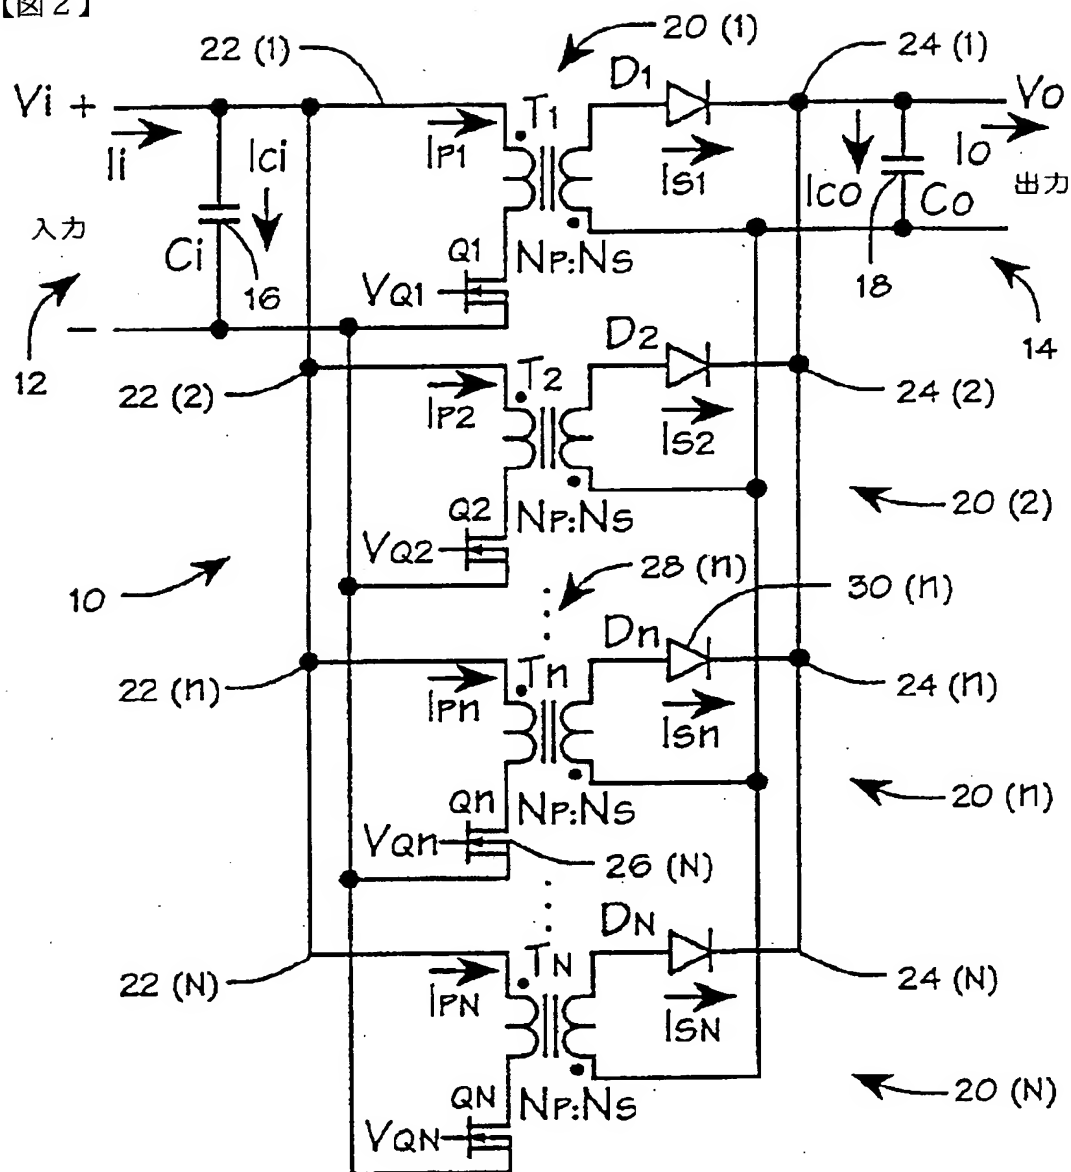 【図2】
22 (1)
20 (1)
24 (1)
Vi +
Ii
Ici
IP1
T1
D1
IS1
Ico
Io
Vo
出力
入力
Ci
16
Q1
VQ1
NP:NS
Co
18
12
−
14
22 (2)
IP2
T2
D2
IS2
24 (2)
Q2
VQ2
NP:NS
20 (2)
10
28 (n)
30 (n)
22 (n)
IPn
Tn
Dn
ISn
24 (n)
Qn
VQn
NP:NS
20 (n)
26 (N)
22 (N)
IPN
TN
DN
ISN
24 (N)
QN
VQN
NP:NS
20 (N)